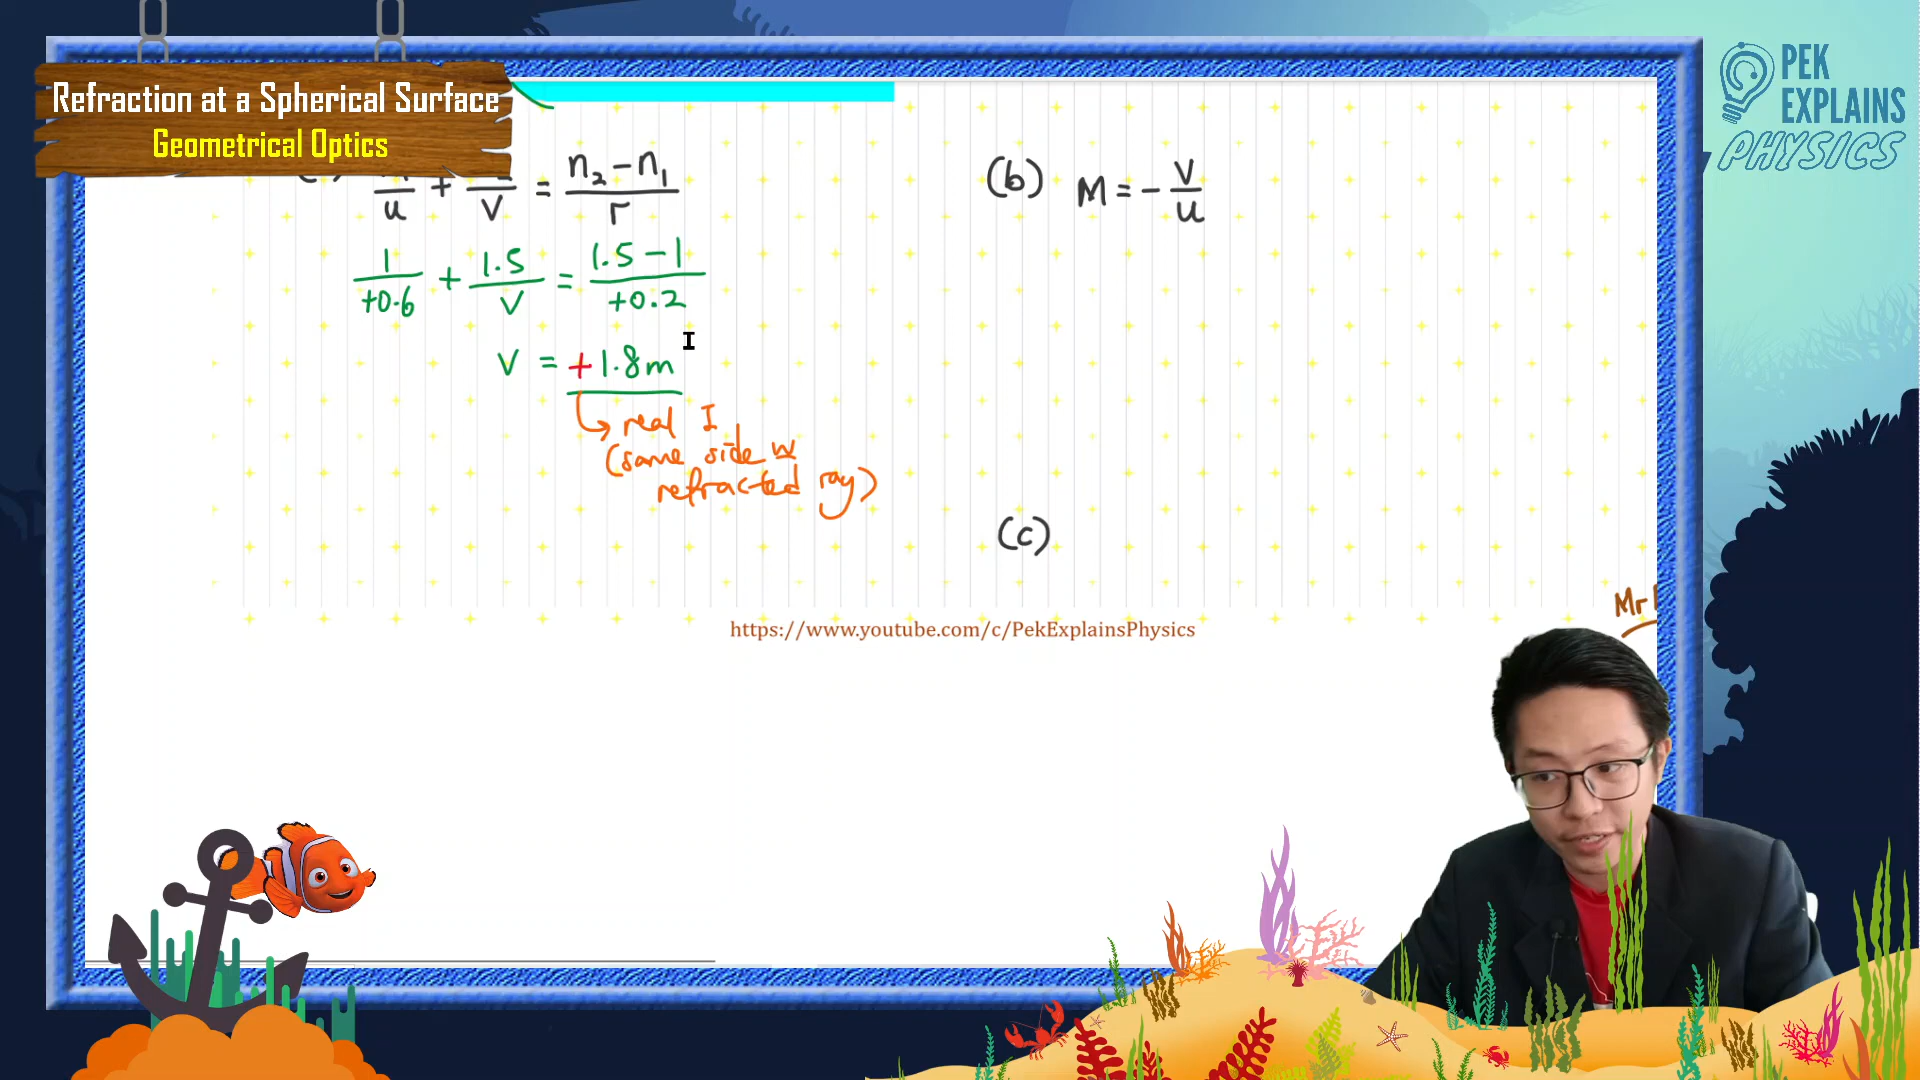 Refraction at a Spherical Surface
Geometrical Optics
PEK
EXPLAINS
PHYSICS
u + v = n₂ - n₁ / r
1 / +0.6 + 1.5 / v = 1.5 - 1 / +0.2
v = +1.8m
real I
(same side w
refracted ray)
(b) M = - v / u
(c)
https://www.youtube.com/c/PekExplainsPhysics
Mr